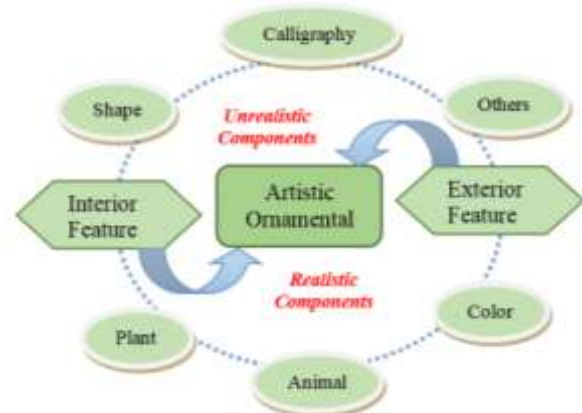 Calligraphy
Shape
Others
Unrealistic
Components
Interior
Feature
Artistic
Ornamental
Exterior
Feature
Realistic
Components
Plant
Color
Animal